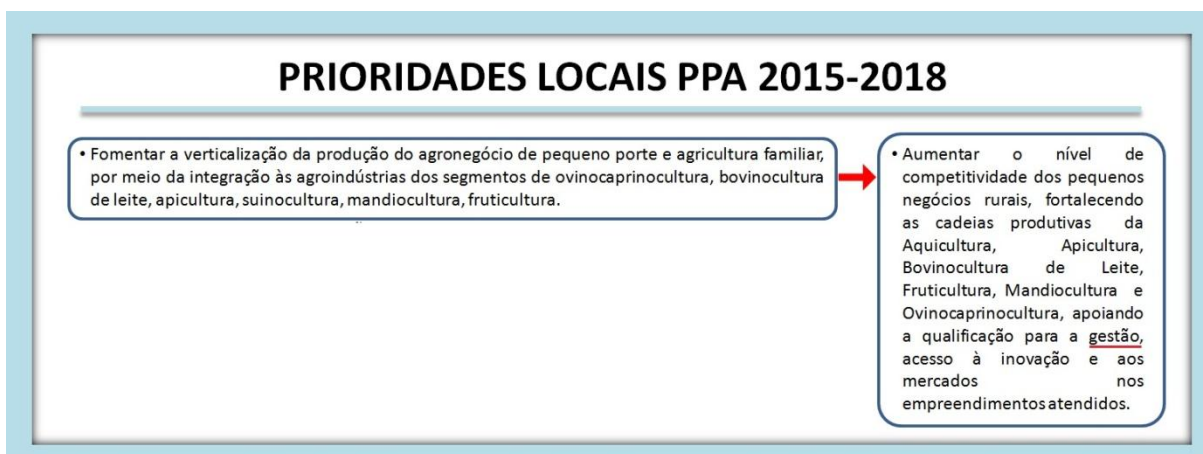 PRIORIDADES LOCAIS PPA 2015-2018
• Fomentar a verticalização da produção do agronegócio de pequeno porte e agricultura familiar,
por meio da integração às agroindústrias dos segmentos de ovinocaprinocultura, bovinocultura
de leite, apicultura, suinocultura, mandiocultura, fruticultura.
• Aumentar o nível de
competitividade dos pequenos
negócios rurais, fortalecendo
as cadeias produtivas da
Aquicultura, Apicultura,
Bovinocultura de Leite,
Fruticultura, Mandiocultura e
Ovinocaprinocultura, apoiando
a qualificação para a gestão,
acesso à inovação e aos
mercados nos
empreendimentos atendidos.